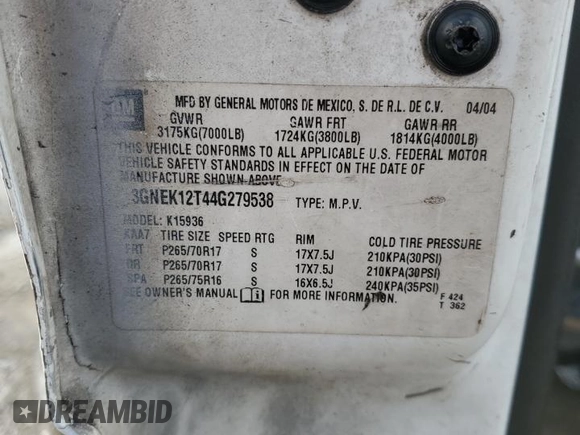 GM
MFD BY GENERAL MOTORS DE MEXICO, S. DE R.L. DE C.V. 04/04
GVWR GAWR FRT GAWR RR
3175KG(7000LB) 1724KG(3800LB) 1814KG(4000LB)
THIS VEHICLE CONFORMS TO ALL APPLICABLE U.S. FEDERAL MOTOR
VEHICLE SAFETY STANDARDS IN EFFECT ON THE DATE OF
MANUFACTURE SHOWN ABOVE
3GNEK12T44G279538 TYPE: M.P.V.
MODEL: K15936
TIRE SIZE SPEED RTG RIM COLD TIRE PRESSURE
FRT P265/70R17 S 17X7.5J 210KPA(30PSI)
RR P265/70R17 S 17X7.5J 210KPA(30PSI)
SPA P265/75R16 S 16X6.5J 240KPA(35PSI)
SEE OWNER'S MANUAL FOR MORE INFORMATION.
F 424
T 362
DREAMBID